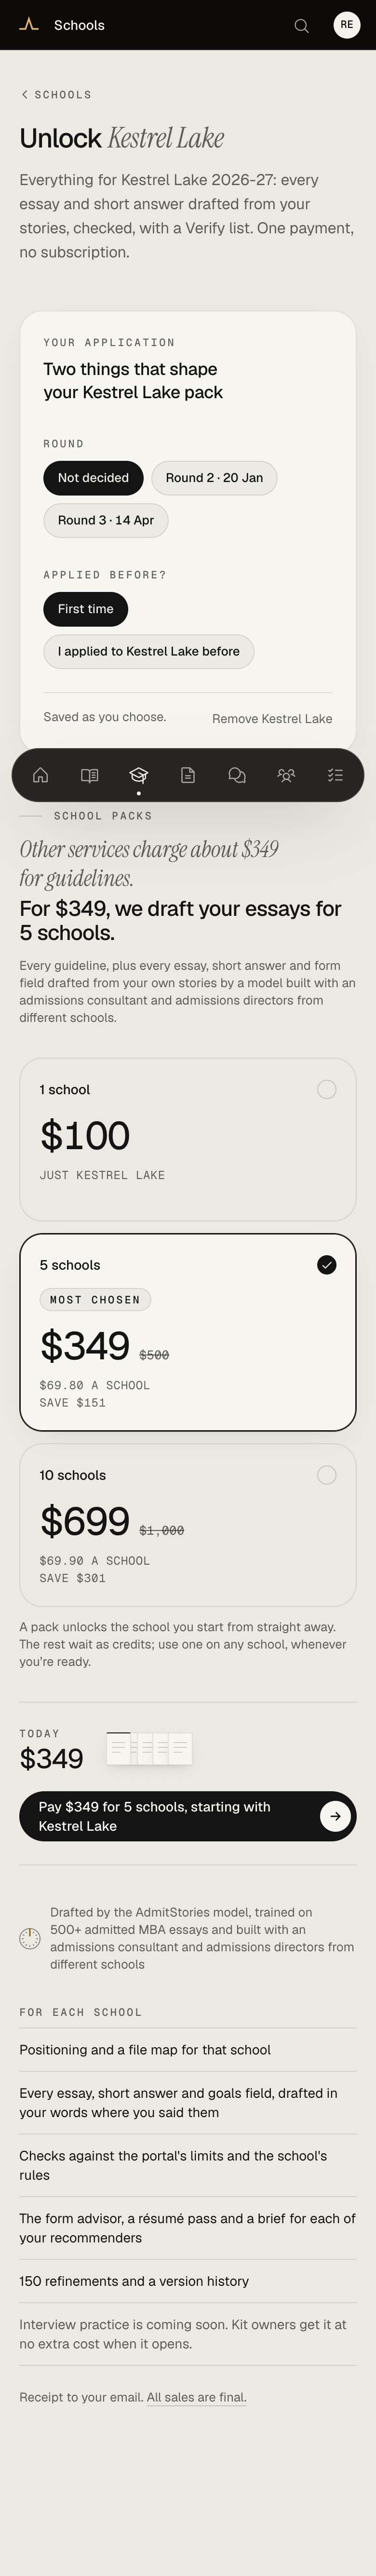 Schools
RE
SCHOOLS
Unlock Kestrel Lake
Everything for Kestrel Lake 2026-27: every
essay and short answer drafted from your
stories, checked, with a Verify list. One payment,
no subscription.
YOUR APPLICATION
Two things that shape
your Kestrel Lake pack
ROUND
Not decided
Round 2 · 20 Jan
Round 3 · 14 Apr
APPLIED BEFORE?
First time
I applied to Kestrel Lake before
Saved as you choose.
Remove Kestrel Lake
SCHOOL PACKS
Other services charge about $349
for guidelines.
For $349, we draft your essays for
5 schools.
Every guideline, plus every essay, short answer and form
field drafted from your own stories by a model built with an
admissions consultant and admissions directors from
different schools.
1 school
$100
JUST KESTREL LAKE
5 schools
MOST CHOSEN
$349 $500
$69.80 A SCHOOL
SAVE $151
10 schools
$699 $1,000
$69.90 A SCHOOL
SAVE $301
A pack unlocks the school you start from straight away.
The rest wait as credits; use one on any school, whenever
you're ready.
TODAY
$349
Pay $349 for 5 schools, starting with
Kestrel Lake
Drafted by the AdmitStories model, trained on
500+ admitted MBA essays and built with an
admissions consultant and admissions directors from
different schools
FOR EACH SCHOOL
Positioning and a file map for that school
Every essay, short answer and goals field, drafted in
your words where you said them
Checks against the portal's limits and the school's
rules
The form advisor, a résumé pass and a brief for each of
your recommenders
150 refinements and a version history
Interview practice is coming soon. Kit owners get it at
no extra cost when it opens.
Receipt to your email. All sales are final.